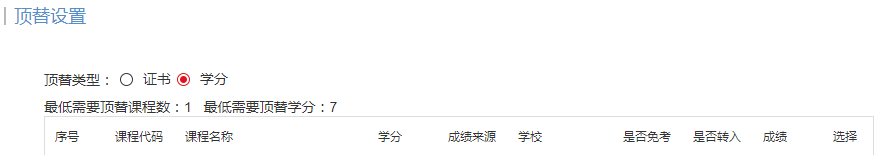 顶替设置
顶替类型： 证书 学分
最低需要顶替课程数：1 最低需要顶替学分：7
序号 课程代码 课程名称 学分 成绩来源 学校 是否免考 是否转入 成绩 选择